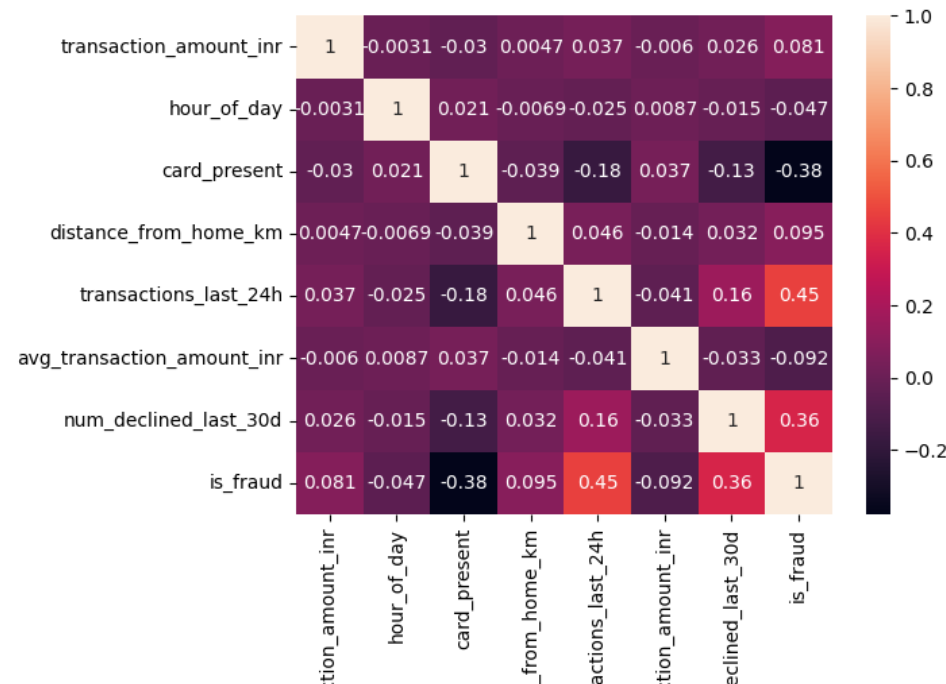 transaction_amount_inr 1 -0.0031 -0.03 0.0047 0.037 -0.006 0.026 0.081
hour_of_day -0.0031 1 0.021 -0.0069 -0.025 0.0087 -0.015 -0.047
card_present -0.03 0.021 1 -0.039 -0.18 0.037 -0.13 -0.38
distance_from_home_km 0.0047 -0.0069 -0.039 1 0.046 -0.014 0.032 0.095
transactions_last_24h 0.037 -0.025 -0.18 0.046 1 -0.041 0.16 0.45
avg_transaction_amount_inr -0.006 0.0087 0.037 -0.014 -0.041 1 -0.033 -0.092
num_declined_last_30d 0.026 -0.015 -0.13 0.032 0.16 -0.033 1 0.36
is_fraud 0.081 -0.047 -0.38 0.095 0.45 -0.092 0.36 1
ction_amount_inr
hour_of_day
card_present
_from_home_km
actions_last_24h
ction_amount_inr
eclined_last_30d
is_fraud
1.0
0.8
0.6
0.4
0.2
0.0
−0.2